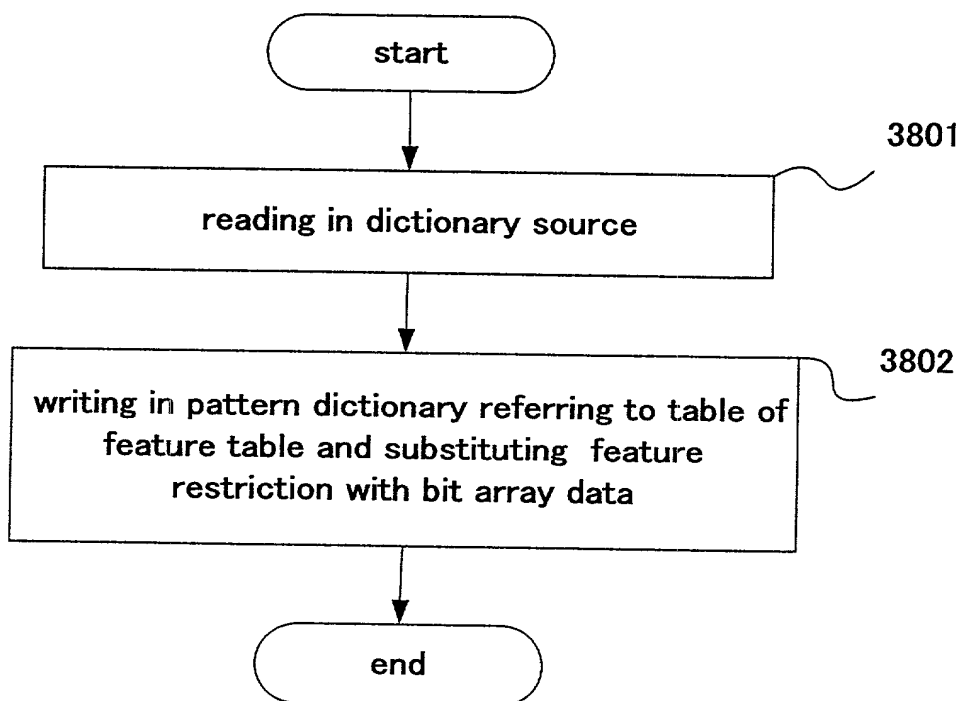 start
3801
reading in dictionary source
3802
writing in pattern dictionary referring to table of
feature table and substituting feature
restriction with bit array data
end